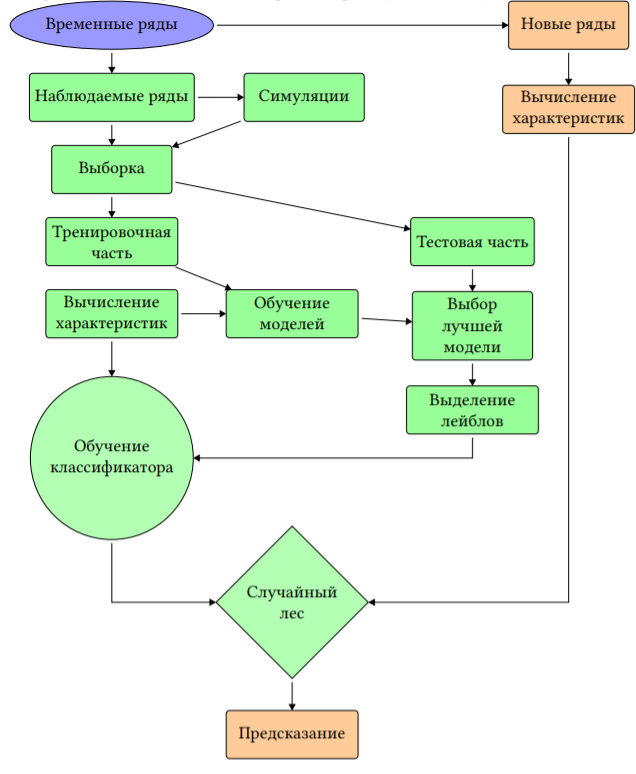 Временные ряды
Новые ряды
Наблюдаемые ряды
Симуляции
Вычисление
характеристик
Выборка
Тренировочная
часть
Тестовая часть
Вычисление
характеристик
Обучение
моделей
Выбор
лучшей
модели
Выделение
лейблов
Обучение
классификатора
Случайный
лес
Предсказание